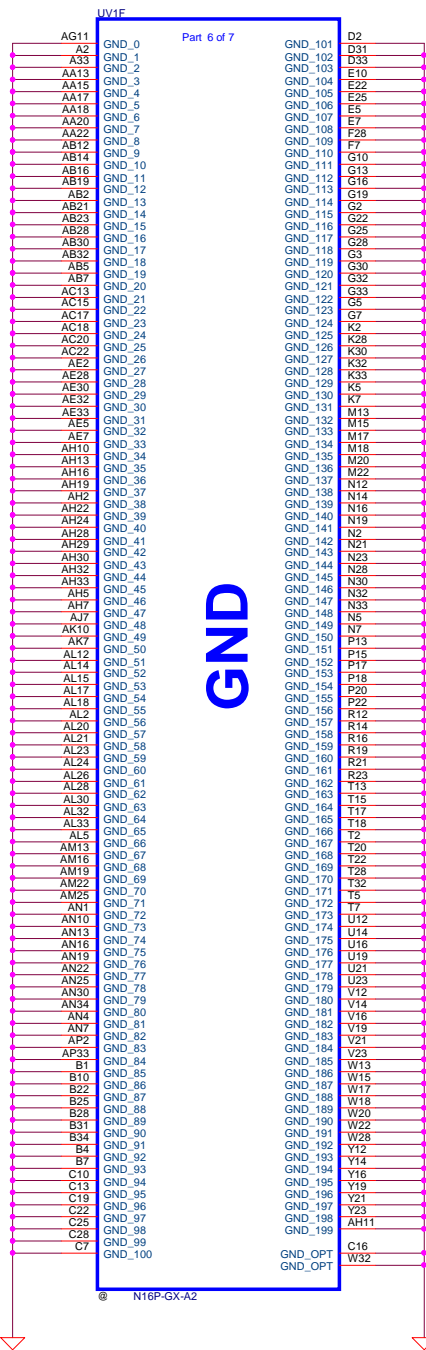 UV1F
Part 6 of 7
AG11 GND_0 GND_101 D2
A2 GND_1 GND_102 D31
A33 GND_2 GND_103 D33
AA13 GND_3 GND_104 E10
AA15 GND_4 GND_105 E22
AA17 GND_5 GND_106 E25
AA18 GND_6 GND_107 E5
AA20 GND_7 GND_108 E7
AA22 GND_8 GND_109 F28
AB12 GND_9 GND_110 F7
AB14 GND_10 GND_111 G10
AB16 GND_11 GND_112 G13
AB19 GND_12 GND_113 G16
AB2 GND_13 GND_114 G19
AB21 GND_14 GND_115 G2
AB23 GND_15 GND_116 G22
AB28 GND_16 GND_117 G25
AB30 GND_17 GND_118 G28
AB32 GND_18 GND_119 G3
AB5 GND_19 GND_120 G30
AB7 GND_20 GND_121 G32
AC13 GND_21 GND_122 G33
AC15 GND_22 GND_123 G5
AC17 GND_23 GND_124 G7
AC18 GND_24 GND_125 K2
AC20 GND_25 GND_126 K28
AC22 GND_26 GND_127 K30
AE2 GND_27 GND_128 K32
AE28 GND_28 GND_129 K33
AE30 GND_29 GND_130 K5
AE32 GND_30 GND_131 K7
AE33 GND_31 GND_132 M13
AE5 GND_32 GND_133 M15
AE7 GND_33 GND_134 M17
AH10 GND_34 GND_135 M18
AH13 GND_35 GND_136 M20
AH16 GND_36 GND_137 M22
AH19 GND_37 GND_138 N12
AH2 GND_38 GND_139 N14
AH22 GND_39 GND_140 N16
AH24 GND_40 GND_141 N19
AH28 GND_41 GND_142 N2
AH29 GND_42 GND_143 N21
AH30 GND_43 GND_144 N23
AH32 GND_44 GND_145 N28
AH33 GND_45 GND_146 N30
AH5 GND_46 GND_147 N32
AH7 GND_47 GND_148 N33
AJ7 GND_48 GND_149 N5
AK10 GND_49 GND_150 N7
AK7 GND_50 GND_151 P13
AL12 GND_51 GND_152 P15
AL14 GND_52 GND_153 P17
AL15 GND_53 GND_154 P18
AL17 GND_54 GND_155 P20
AL18 GND_55 GND_156 P22
AL2 GND_56 GND_157 R12
AL20 GND_57 GND_158 R14
AL21 GND_58 GND_159 R16
AL23 GND_59 GND_160 R19
AL24 GND_60 GND_161 R21
AL26 GND_61 GND_162 R23
AL28 GND_62 GND_163 T13
AL30 GND_63 GND_164 T15
AL32 GND_64 GND_165 T17
AL33 GND_65 GND_166 T18
AL5 GND_66 GND_167 T2
AM13 GND_67 GND_168 T20
AM16 GND_68 GND_169 T22
AM19 GND_69 GND_170 T28
AM22 GND_70 GND_171 T32
AM25 GND_71 GND_172 T5
AN1 GND_72 GND_173 T7
AN10 GND_73 GND_174 U12
AN13 GND_74 GND_175 U14
AN16 GND_75 GND_176 U16
AN19 GND_76 GND_177 U19
AN22 GND_77 GND_178 U21
AN25 GND_78 GND_179 U23
AN30 GND_79 GND_180 V12
AN34 GND_80 GND_181 V14
AN4 GND_81 GND_182 V16
AN7 GND_82 GND_183 V19
AP2 GND_83 GND_184 V21
AP33 GND_84 GND_185 V23
B1 GND_85 GND_186 W13
B10 GND_86 GND_187 W15
B22 GND_87 GND_188 W17
B25 GND_88 GND_189 W18
B28 GND_89 GND_190 W20
B31 GND_90 GND_191 W22
B34 GND_91 GND_192 W28
B4 GND_92 GND_193 Y12
B7 GND_93 GND_194 Y14
C10 GND_94 GND_195 Y16
C13 GND_95 GND_196 Y19
C19 GND_96 GND_197 Y21
C22 GND_97 GND_198 Y23
C25 GND_98 GND_199 AH11
C28 GND_99
C7 GND_100 GND_OPT C16
GND_OPT W32
GND
@ N16P-GX-A2